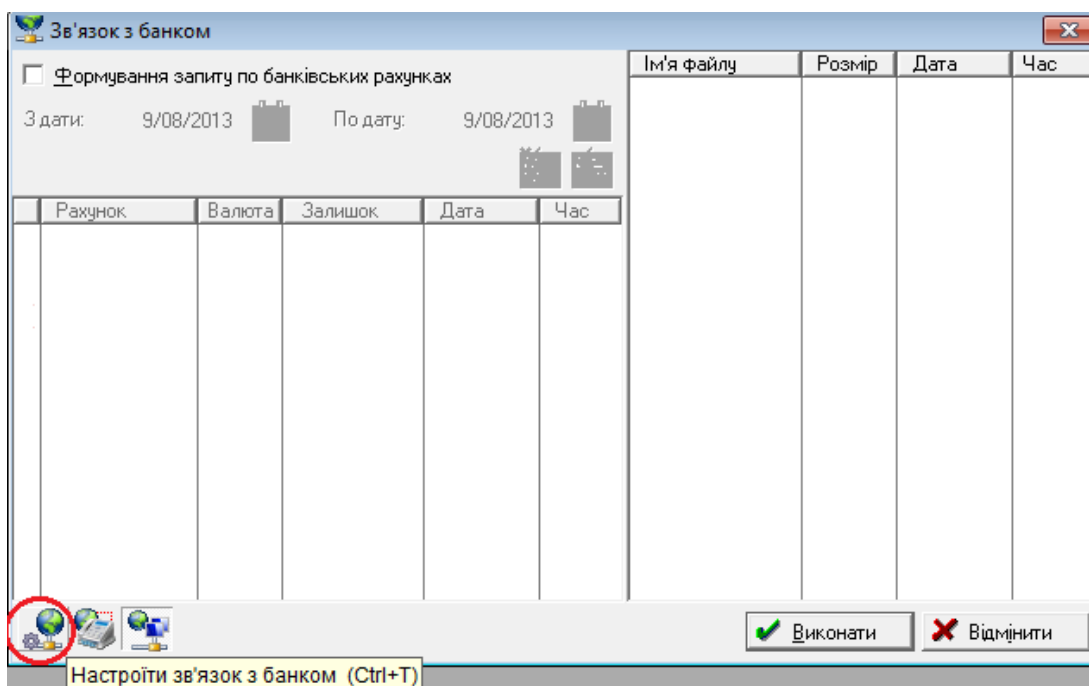 Зв'язок з банком
Формування запиту по банківських рахунках
З дати: 9/08/2013 По дату: 9/08/2013
Рахунок Валюта Залишок Дата Час
Ім'я файлу Розмір Дата Час
Виконати Відмінити
Настроїти зв'язок з банком (Ctrl+T)